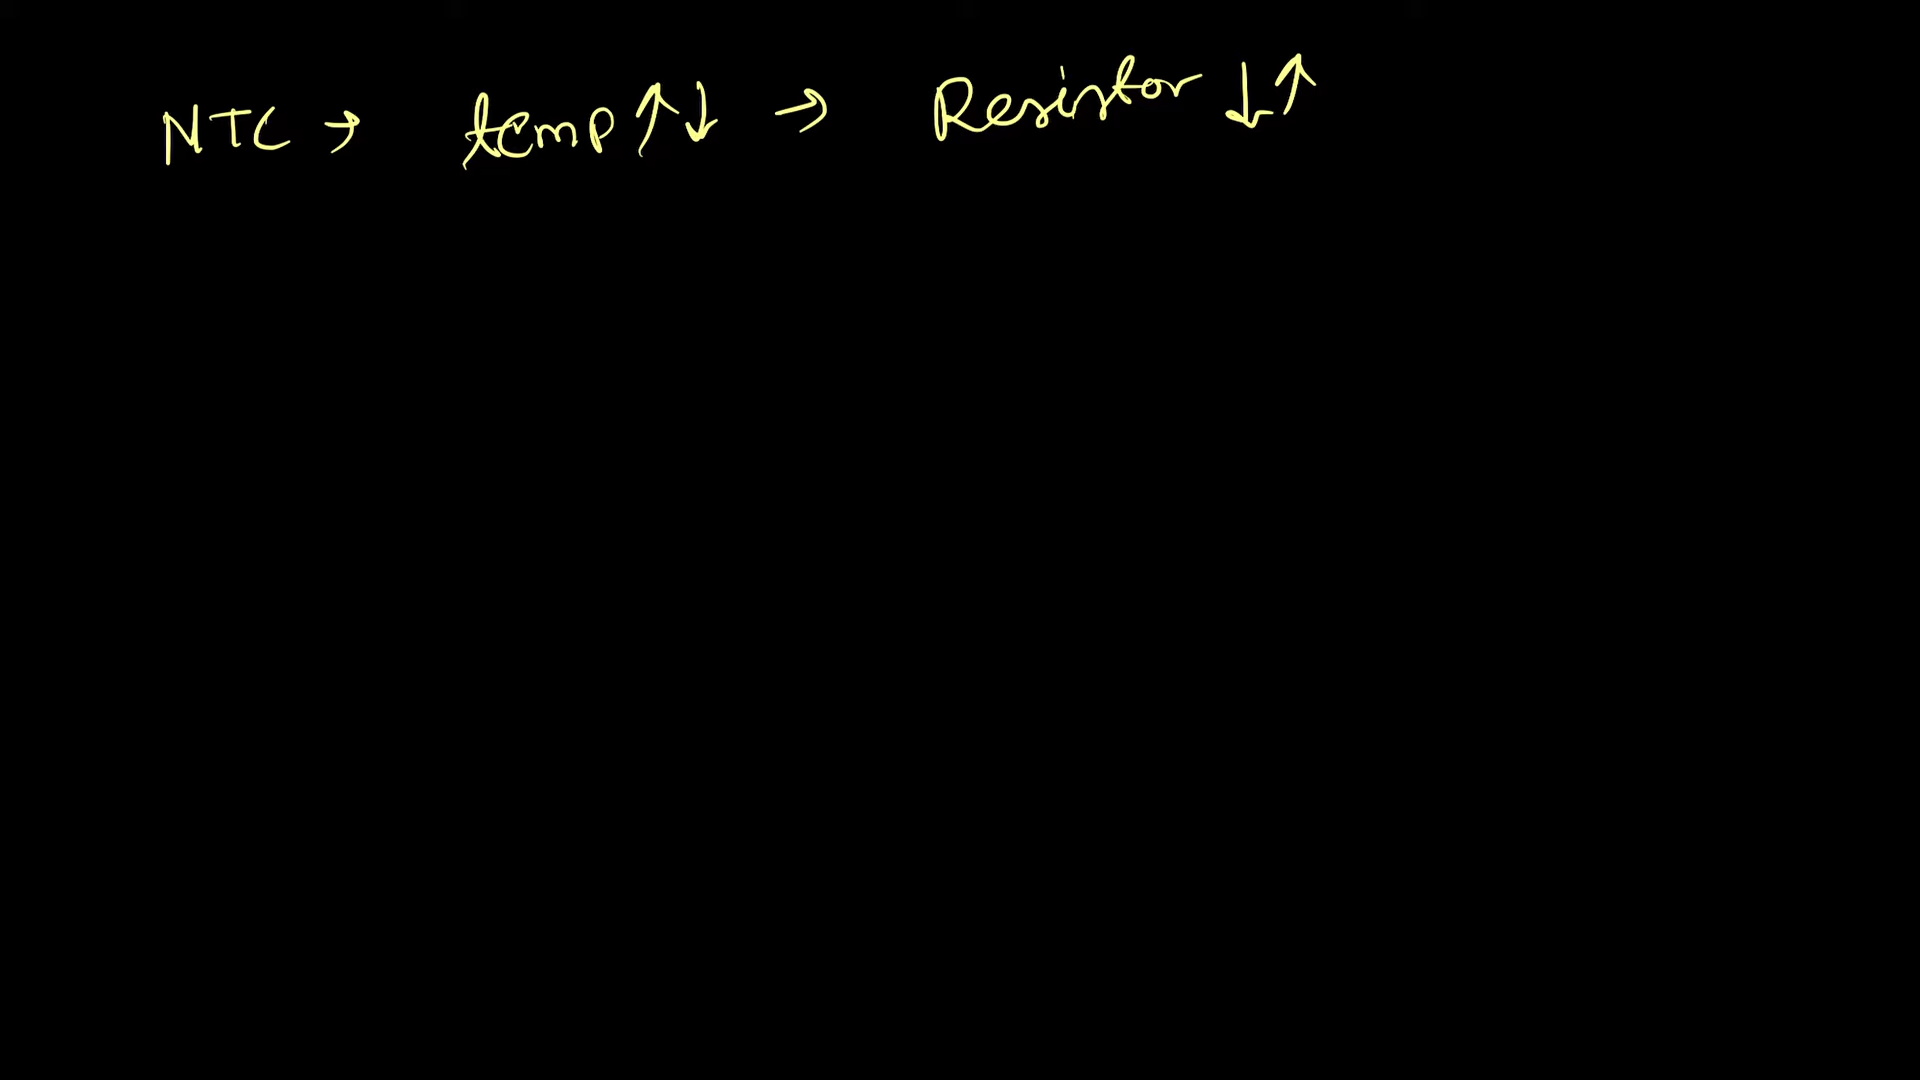 NTC → temp ↑↓ → Resistor ↓↑